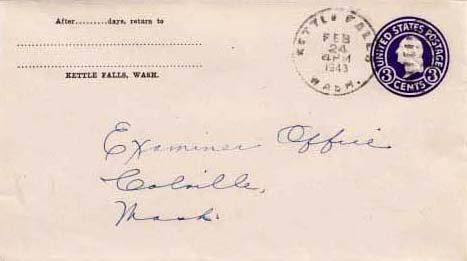 After..........days, return to
KETTLE FALLS, WASH.
KETTLE FALLS
FEB
24
PM
1943
WASH.
UNITED STATES POSTAGE
3 3
CENTS
Examiner Office
Colville,
Wash.